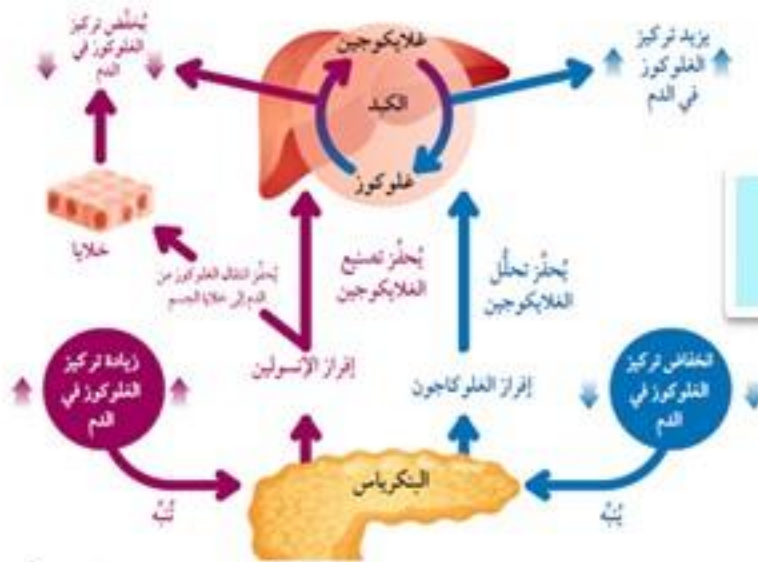 يُخفِّض تركيز
الغلوكوز في
الدم
غلايكوجين
الكبد
غلوكوز
يزيد تركيز
الغلوكوز
في الدم
خلايا
يُحفِّز انتقال الغلوكوز من
الدم إلى خلايا الجسم
يُحفِّز تصنيع
الغلايكوجين
يُحفِّز تحلُّل
الغلايكوجين
زيادة تركيز
الغلوكوز في
الدم
إفراز الإنسولين
إفراز الغلوكاجون
انخفاض تركيز
الغلوكوز في
الدم
تُنبِّه
البنكرياس
يُنبِّه